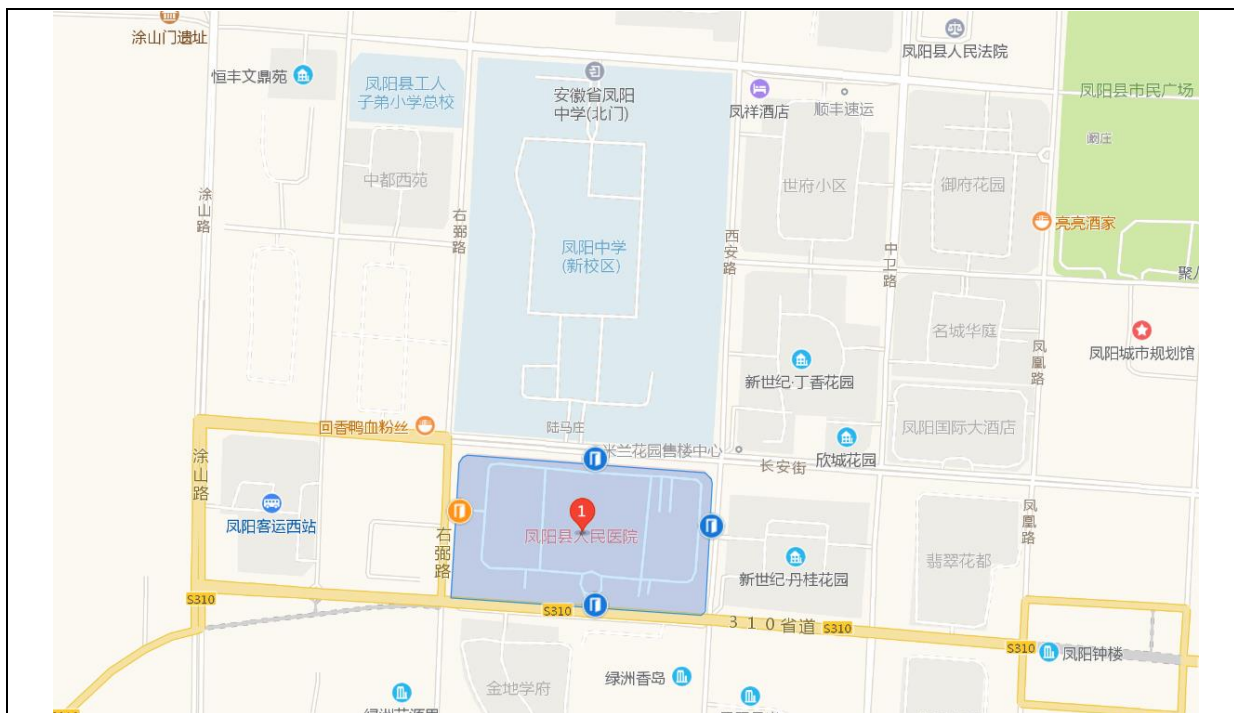 涂山门遗址
凤阳县人民法院
恒丰文鼎苑
凤阳县工人
子弟小学总校
安徽省凤阳
中学(北门)
凤祥酒店
顺丰速运
凤阳县市民广场
阚庄
中都西苑
世府小区
御府花园
涂山路
右弼路
凤阳中学
(新校区)
西安路
中卫路
亮亮酒家
聚八
名城华庭
凤阳城市规划馆
凤凰路
新世纪·丁香花园
回香鸭血粉丝
陆马庄
米兰花园售楼中心
欣城花园
凤阳国际大酒店
长安街
涂山路
凤阳客运西站
右弼路
1
凤阳县人民医院
新世纪·丹桂花园
翡翠花都
凤凰路
S310
S310
310省道
S310
S310
凤阳钟楼
金地学府
绿洲香岛